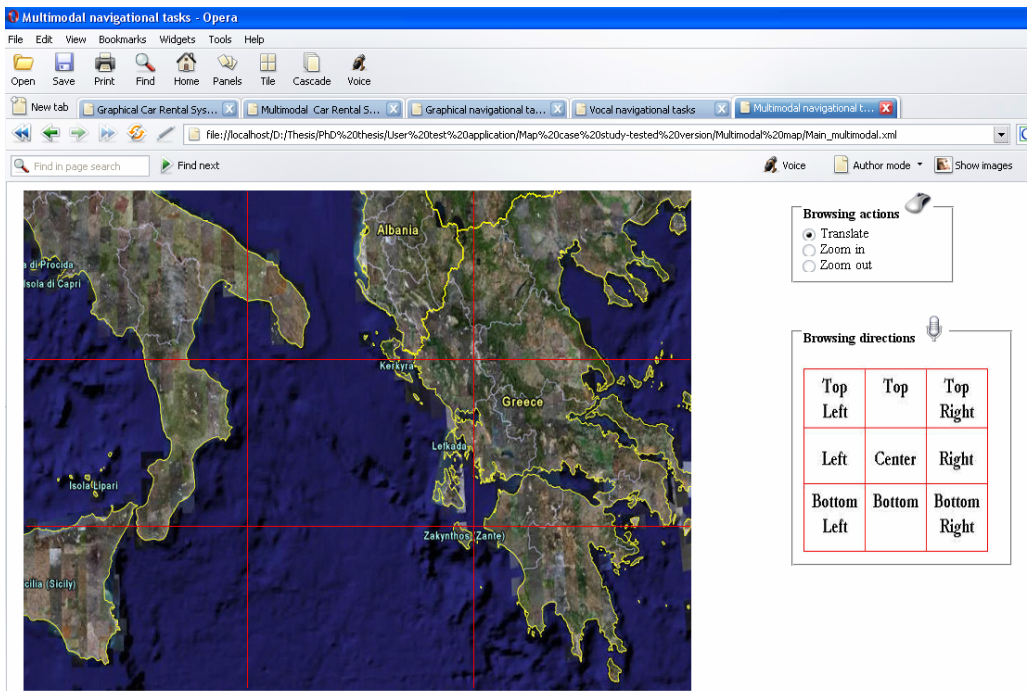 Multimodal navigational tasks - Opera
File Edit View Bookmarks Widgets Tools Help
Open Save Print Find Home Panels Tile Cascade Voice
New tab Graphical Car Rental Sys... Multimodal Car Rental S... Graphical navigational ta... Vocal navigational tasks Multimodal navigational t...
file://localhost/D:/Thesis/PhD%20thesis/User%20test%20application/Map%20case%20study-tested%20version/Multimodal%20map/Main_multimodal.xml
Find in page search Find next Voice Author mode Show images
Albania
a di Procida
Isola di Capri
Kerkyra
Greece
Lefkada
Isola Lipari
Zakynthos (Zante)
cilia (Sicily)
Browsing actions
Translate
Zoom in
Zoom out
Browsing directions
Top Left
Top
Top Right
Left
Center
Right
Bottom Left
Bottom
Bottom Right